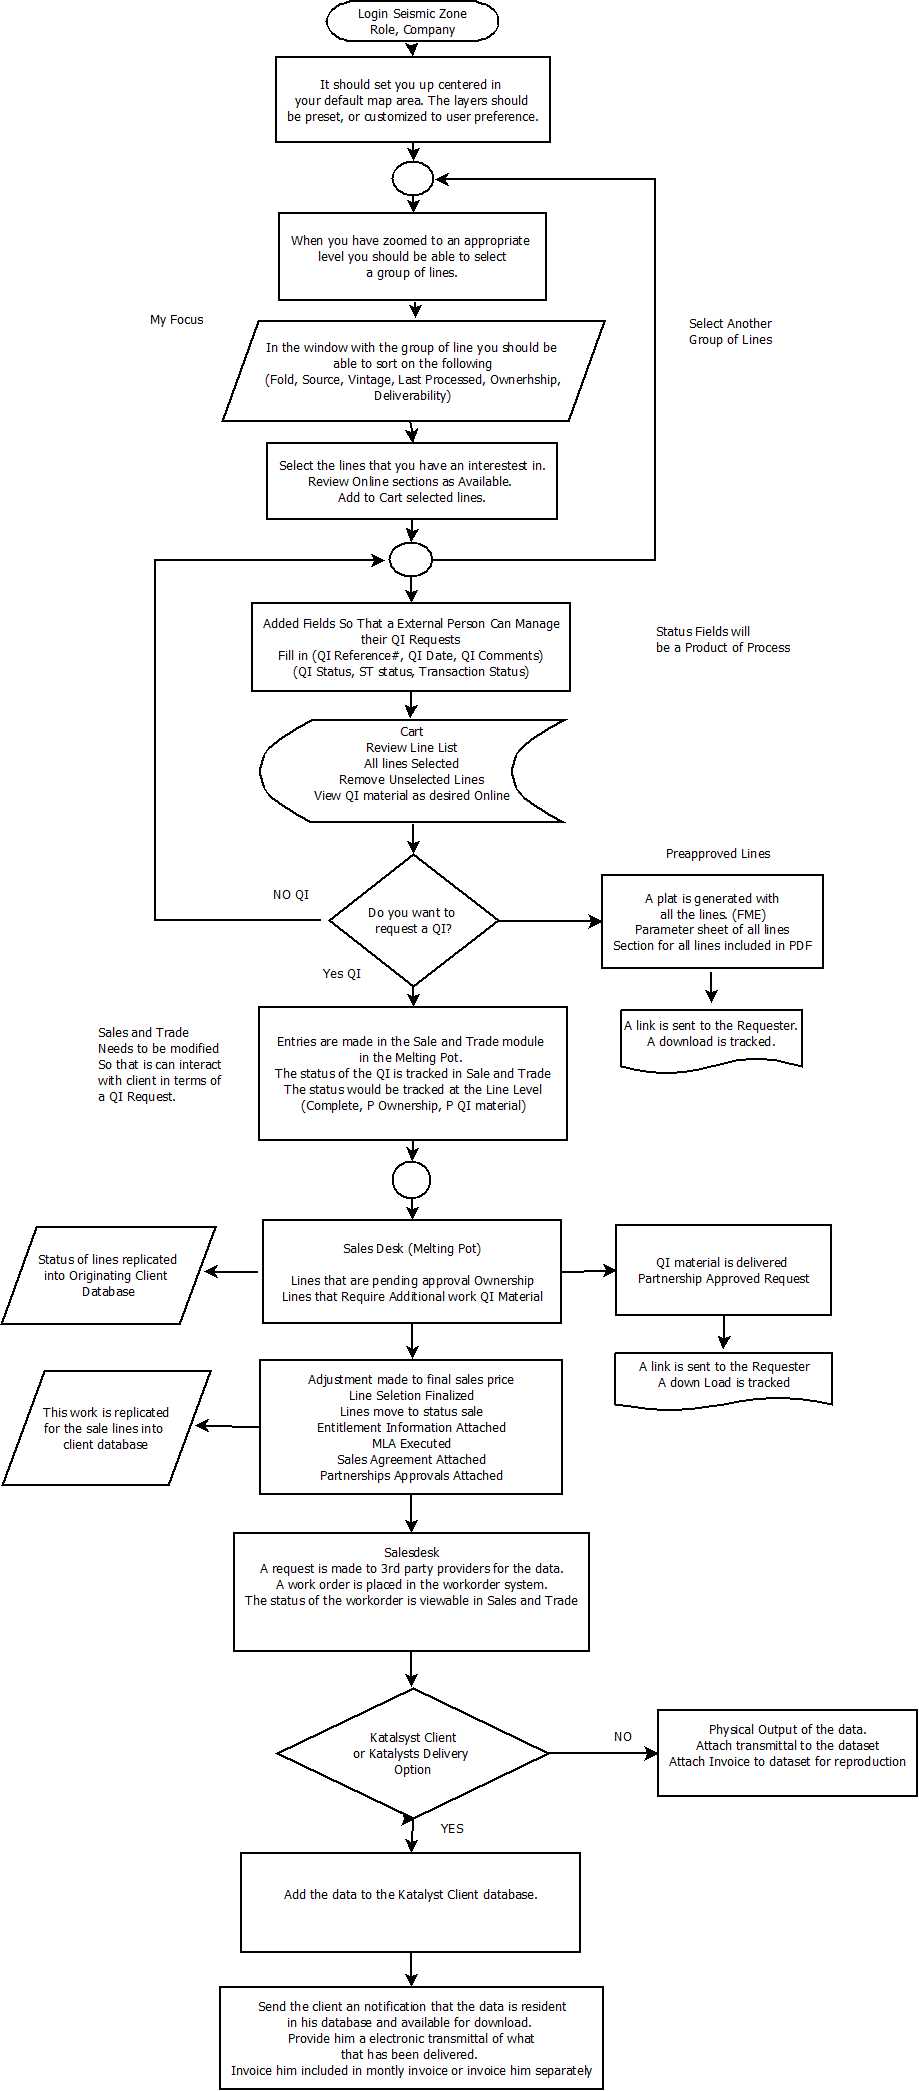 Login Seismic Zone
Role, Company
It should set you up centered in
your default map area. The layers should
be preset, or customized to user preference.
When you have zoomed to an appropriate
level you should be able to select
a group of lines.
My Focus
Select Another
Group of Lines
In the window with the group of line you should be
able to sort on the following
(Fold, Source, Vintage, Last Processed, Ownerhship,
Deliverability)
Select the lines that you have an interestest in.
Review Online sections as Available.
Add to Cart selected lines.
Added Fields So That a External Person Can Manage
their QI Requests
Fill in (QI Reference#, QI Date, QI Comments)
(QI Status, ST status, Transaction Status)
Status Fields will
be a Product of Process
Cart
Review Line List
All lines Selected
Remove Unselected Lines
View QI material as desired Online
Preapproved Lines
NO QI
Do you want to
request a QI?
A plat is generated with
all the lines. (FME)
Parameter sheet of all lines
Section for all lines included in PDF
Yes QI
A link is sent to the Requester.
A download is tracked.
Sales and Trade
Needs to be modified
So that is can interact
with client in terms of
a QI Request.
Entries are made in the Sale and Trade module
in the Melting Pot.
The status of the QI is tracked in Sale and Trade
The status would be tracked at the Line Level
(Complete, P Ownership, P QI material)
Status of lines replicated
into Originating Client
Database
Sales Desk (Melting Pot)
Lines that are pending approval Ownership
Lines that Require Additional work QI Material
QI material is delivered
Partnership Approved Request
A link is sent to the Requester
A down Load is tracked
This work is replicated
for the sale lines into
client database
Adjustment made to final sales price
Line Seletion Finalized
Lines move to status sale
Entitlement Information Attached
MLA Executed
Sales Agreement Attached
Partnerships Approvals Attached
Salesdesk
A request is made to 3rd party providers for the data.
A work order is placed in the workorder system.
The status of the workorder is viewable in Sales and Trade
Katalsyst Client
or Katalysts Delivery
Option
NO
Physical Output of the data.
Attach transmittal to the dataset
Attach Invoice to dataset for reproduction
YES
Add the data to the Katalyst Client database.
Send the client an notification that the data is resident
in his database and available for download.
Provide him a electronic transmittal of what
that has been delivered.
Invoice him included in montly invoice or invoice him separately